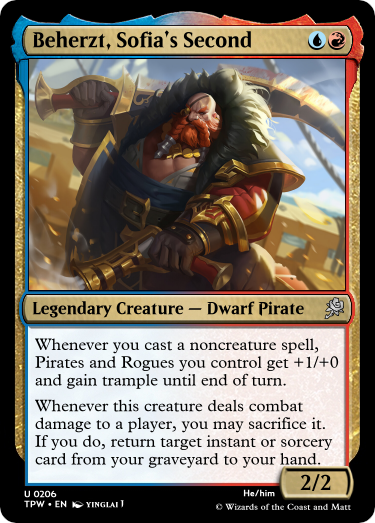 Beherzt, Sofia's Second
Legendary Creature — Dwarf Pirate
Whenever you cast a noncreature spell,
Pirates and Rogues you control get +1/+0
and gain trample until end of turn.
Whenever this creature deals combat
damage to a player, you may sacrifice it.
If you do, return target instant or sorcery
card from your graveyard to your hand.
2/2
U 0206
He/him
TPW • EN YINGLAI 1
© Wizards of the Coast and Matt